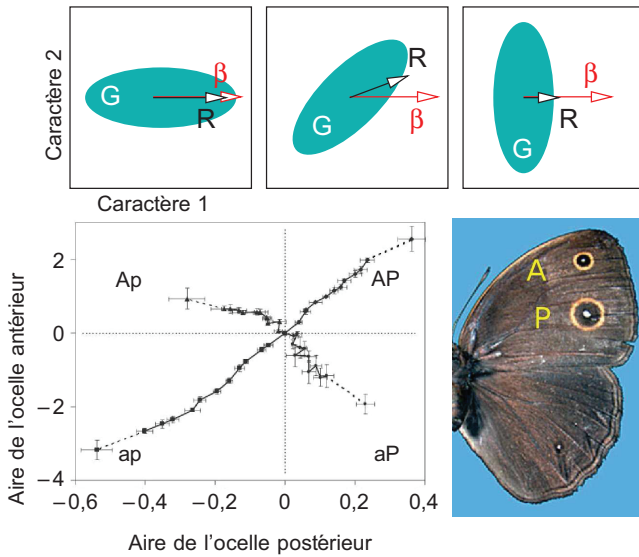 Caractère 2
G
β
R
G
R
β
G
R
β
Caractère 1
Aire de l'ocelle antérieur
2
0
−2
−4
Ap
AP
ap
aP
−0,6
−0,4
−0,2
0
0,2
0,4
Aire de l'ocelle postérieur
A
P